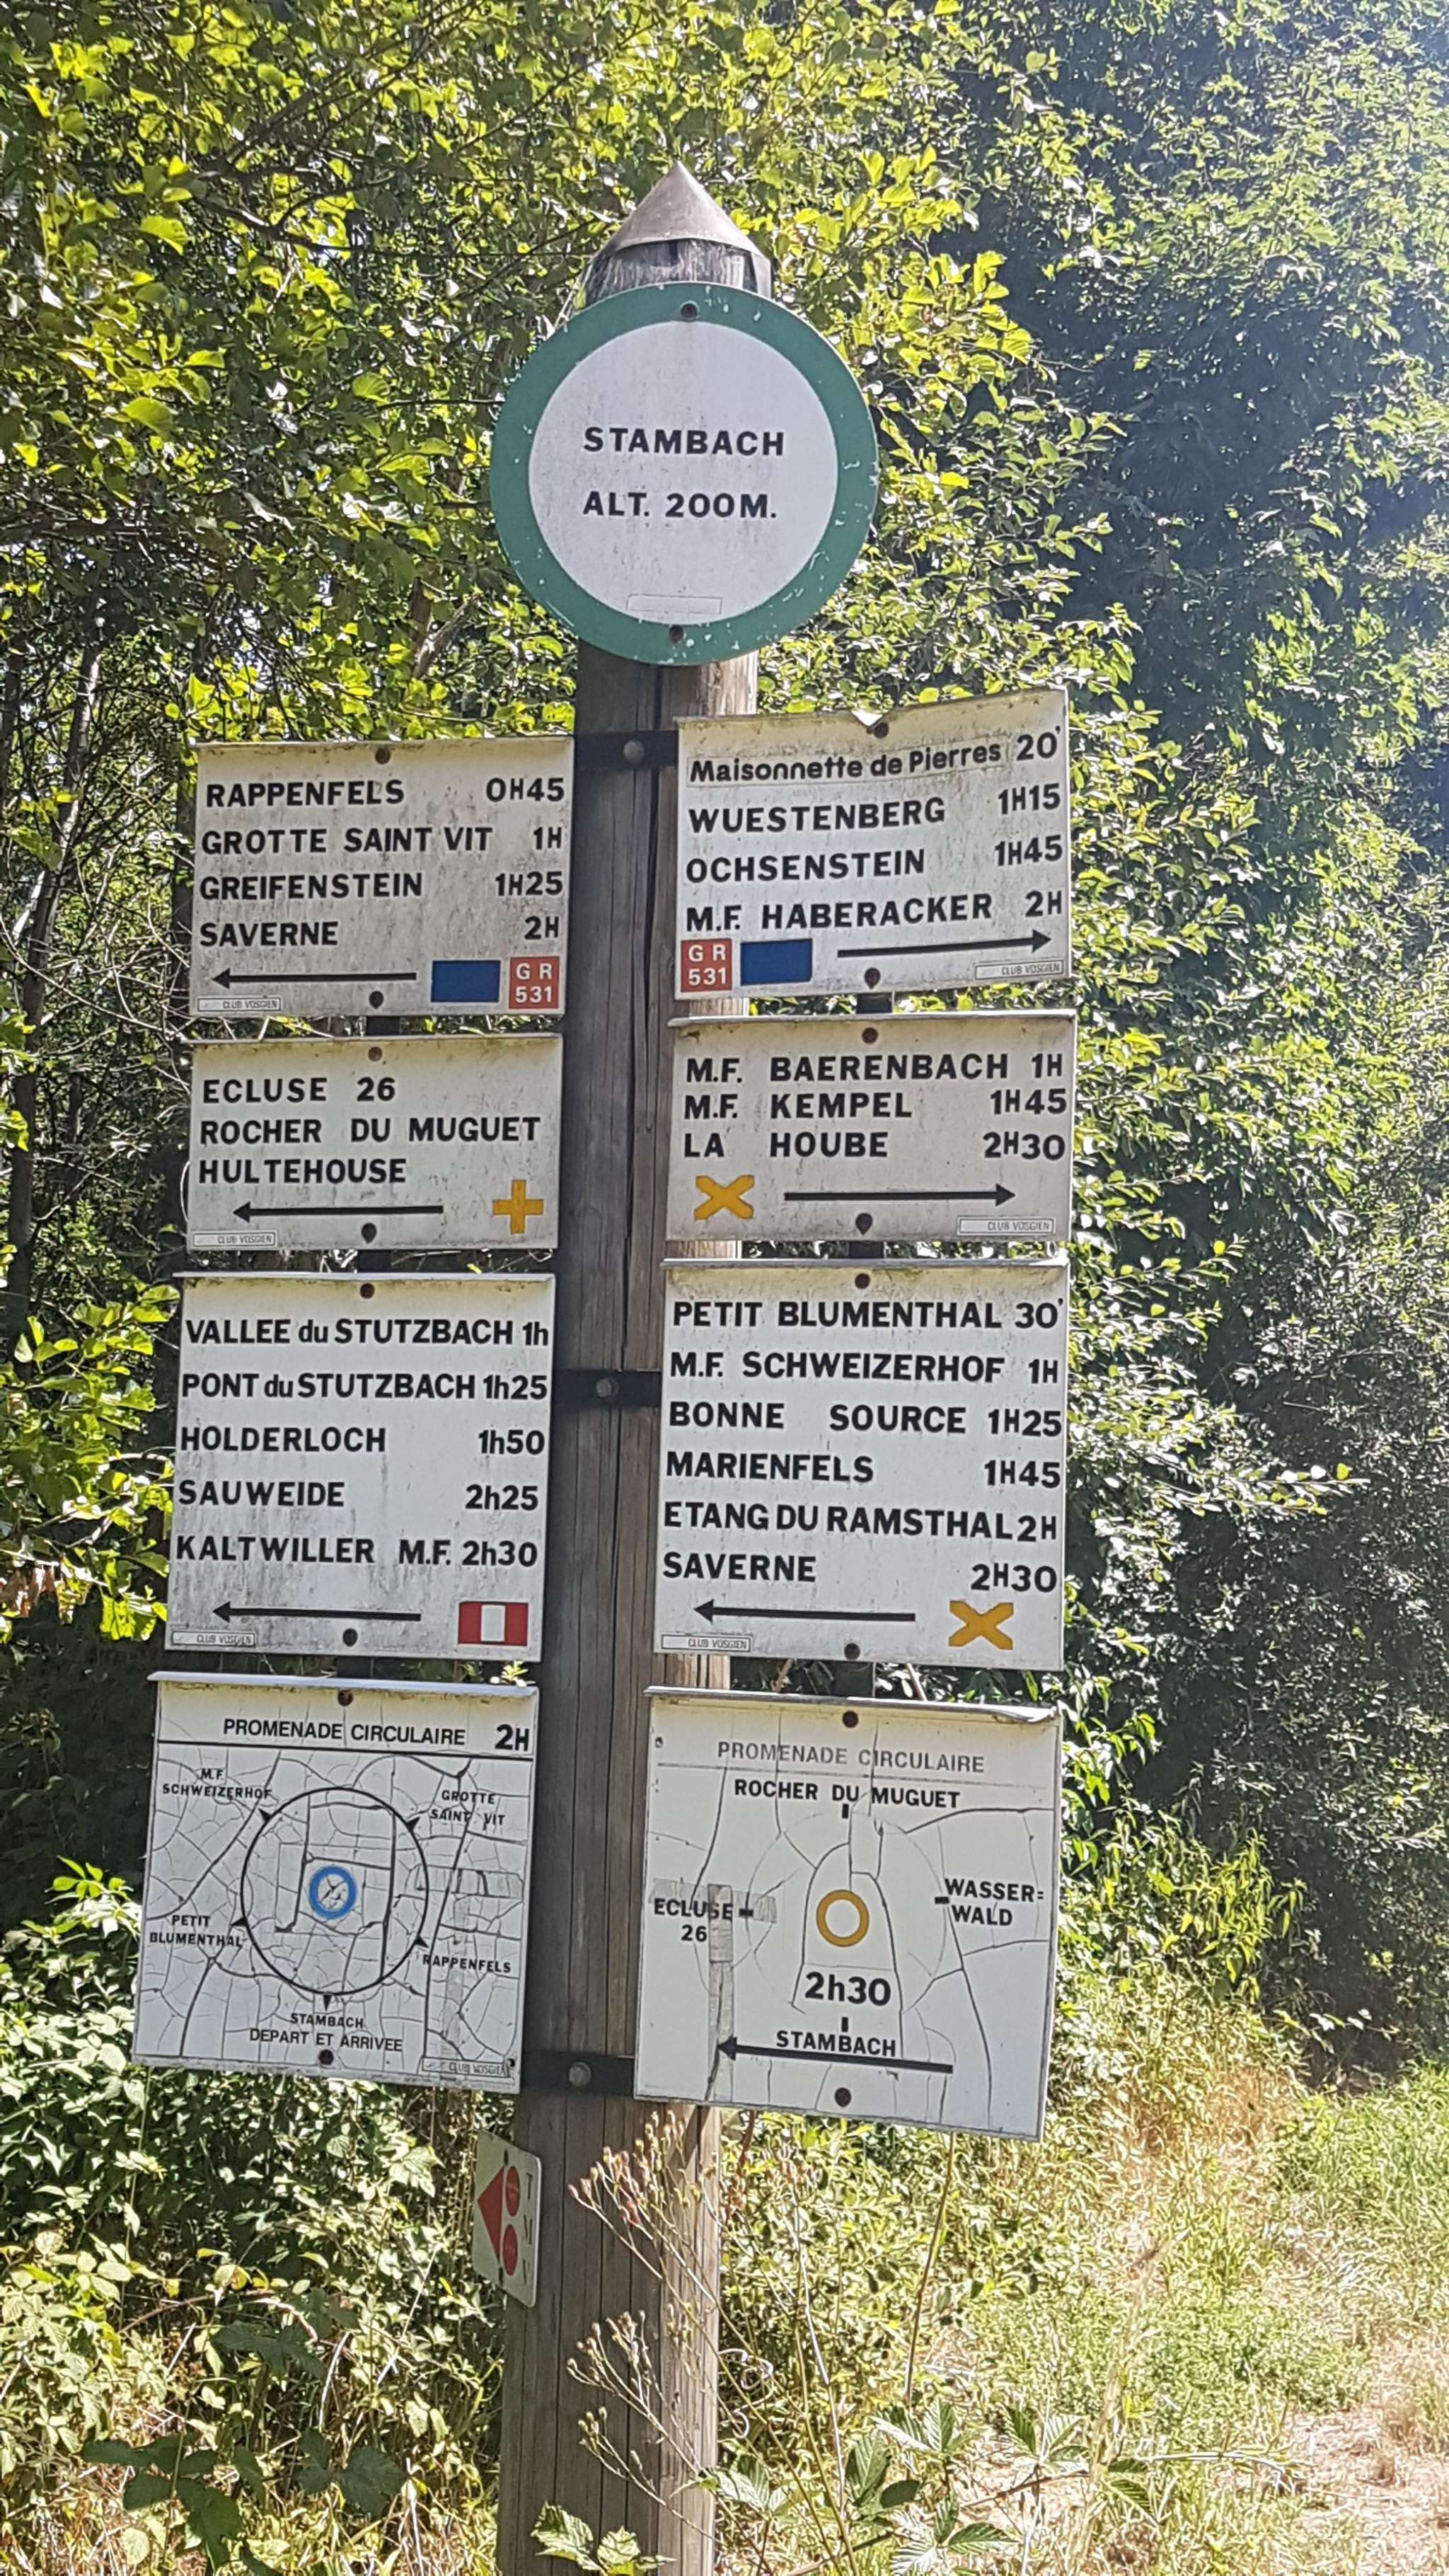 STAMBACH
ALT. 200M.
RAPPENFELS 0H45
GROTTE SAINT VIT 1H
GREIFENSTEIN 1H25
SAVERNE 2H
GR
531
CLUB VOSGIEN
Maisonnette de Pierres 20'
WUESTENBERG 1H15
OCHSENSTEIN 1H45
M.F. HABERACKER 2H
GR
531
CLUB VOSGIEN
ECLUSE 26
ROCHER DU MUGUET
HULTEHOUSE
CLUB VOSGIEN
M.F. BAERENBACH 1H
M.F. KEMPEL 1H45
LA HOUBE 2H30
CLUB VOSGIEN
VALLEE du STUTZBACH 1h
PONT du STUTZBACH 1h25
HOLDERLOCH 1h50
SAUWEIDE 2h25
KALTWILLER M.F. 2h30
CLUB VOSGIEN
PETIT BLUMENTHAL 30'
M.F. SCHWEIZERHOF 1H
BONNE SOURCE 1H25
MARIENFELS 1H45
ETANG DU RAMSTHAL 2H
SAVERNE 2H30
CLUB VOSGIEN
PROMENADE CIRCULAIRE 2H
M.F.
SCHWEIZERHOF
GROTTE
SAINT VIT
PETIT
BLUMENTHAL
RAPPENFELS
STAMBACH
DEPART ET ARRIVEE
CLUB VOSGIEN
PROMENADE CIRCULAIRE
ROCHER DU MUGUET
ECLUSE
26
WASSER=
WALD
2h30
STAMBACH
T
M
V